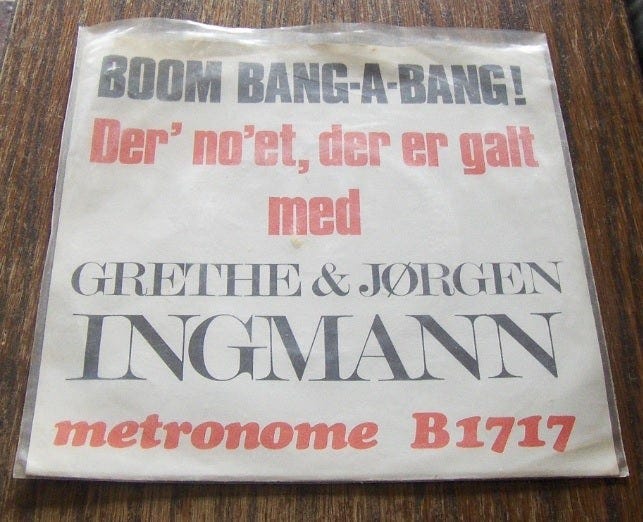 BOOM BANG-A-BANG!
Der' no'et, der er galt
med
GRETHE & JØRGEN
INGMANN
metronome B1717